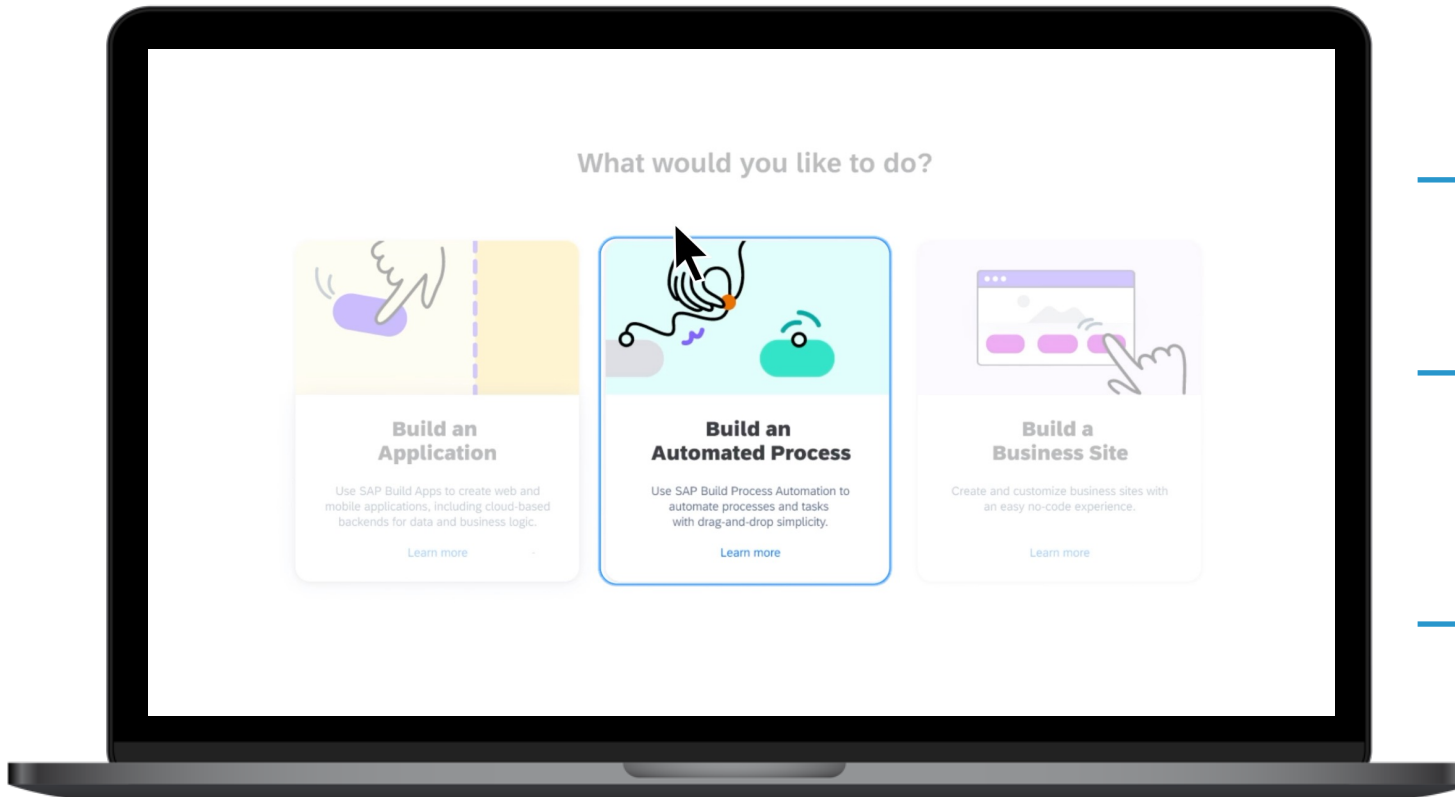 What would you like to do?
Build an
Application
Use SAP Build Apps to create web and
mobile applications, including cloud-based
backends for data and business logic.
Learn more
Build an
Automated Process
Use SAP Build Process Automation to
automate processes and tasks
with drag-and-drop simplicity.
Learn more
Build a
Business Site
Create and customize business sites with
an easy no-code experience.
Learn more